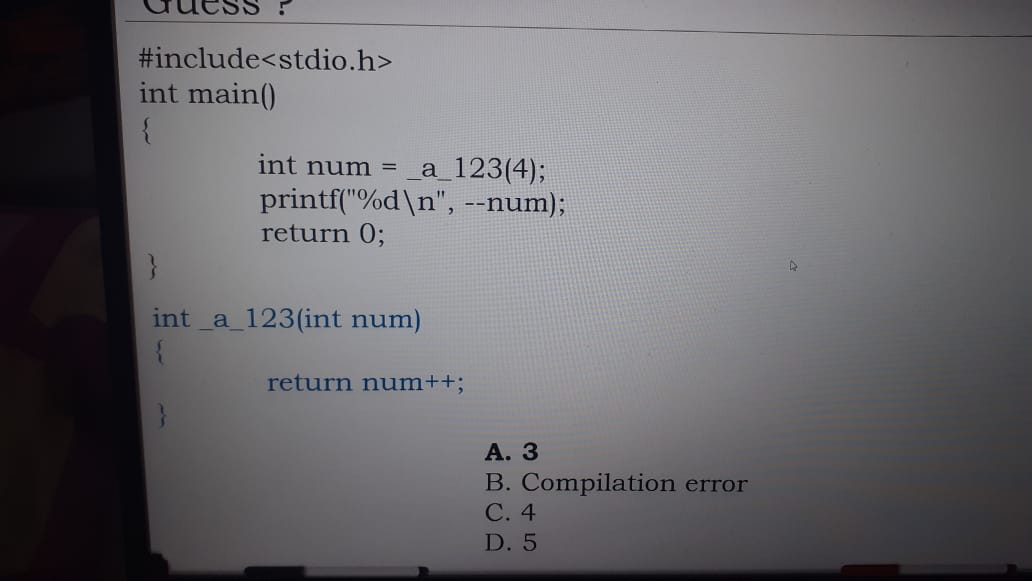 Guess ?
#include<stdio.h>
int main()
{
int num = _a_123(4);
printf("%d\n", --num);
return 0;
}
int _a_123(int num)
{
return num++;
}
A. 3
B. Compilation error
C. 4
D. 5